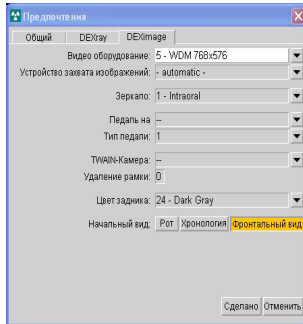 Предпочтения
Общий DEXray DEXimage
Видео оборудование: 5 - WDM 768x576
Устройство захвата изображений: - automatic -
Зеркало: 1 - Intraoral
Педаль на --
Тип педали: 1
TWAIN-Камера: --
Удаление рамки: 0
Цвет задника: 24 - Dark Gray
Начальный вид: Рот Хронология Фронтальный вид
Сделано Отменить